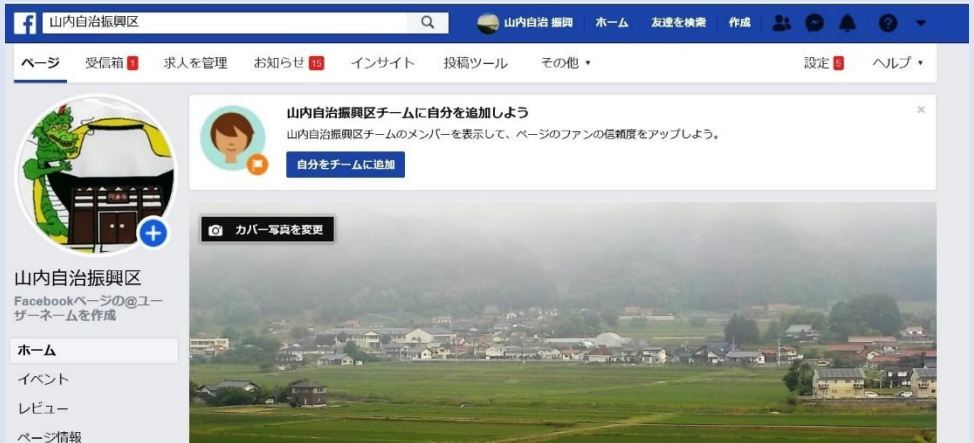 山内自治振興区
山内自治 振興 ホーム 友達を検索 作成
ページ 受信箱 1 求人を管理 お知らせ 15 インサイト 投稿ツール その他 設定 5 ヘルプ
山内自治振興区チームに自分を追加しよう
山内自治振興区チームのメンバーを表示して、ページのファンの信頼度をアップしよう。
自分をチームに追加
カバー写真を変更
山内自治振興区
Facebookページの@ユー
ザーネームを作成
ホーム
イベント
レビュー
ページ情報